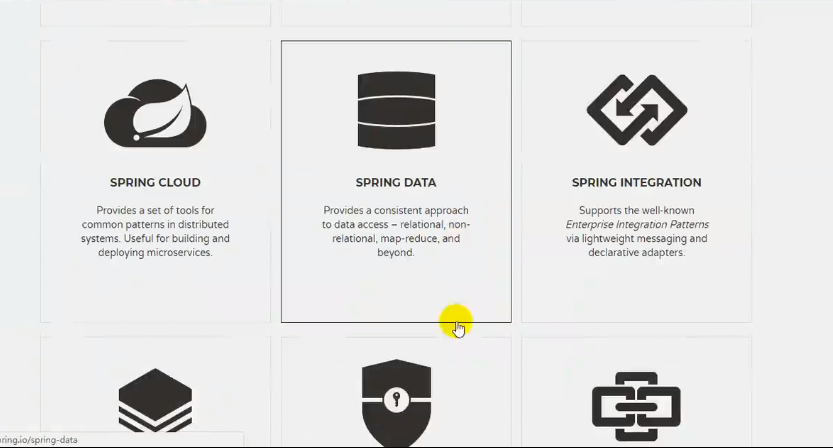 SPRING CLOUD
Provides a set of tools for
common patterns in distributed
systems. Useful for building and
deploying microservices.
SPRING DATA
Provides a consistent approach
to data access – relational, non-
relational, map-reduce, and
beyond.
SPRING INTEGRATION
Supports the well-known
Enterprise Integration Patterns
via lightweight messaging and
declarative adapters.
ring.io/spring-data